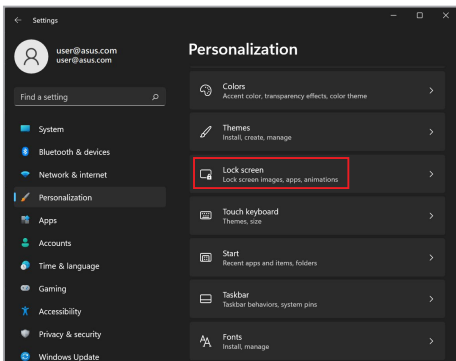 Settings
user@asus.com
user@asus.com
Find a setting
System
Bluetooth & devices
Network & internet
Personalization
Apps
Accounts
Time & language
Gaming
Accessibility
Privacy & security
Windows Update
Personalization
Colors
Accent color, transparency effects, color theme
Themes
Install, create, manage
Lock screen
Lock screen images, apps, animations
Touch keyboard
Themes, size
Start
Recent apps and items, folders
Taskbar
Taskbar behaviors, system pins
Fonts
Install, manage